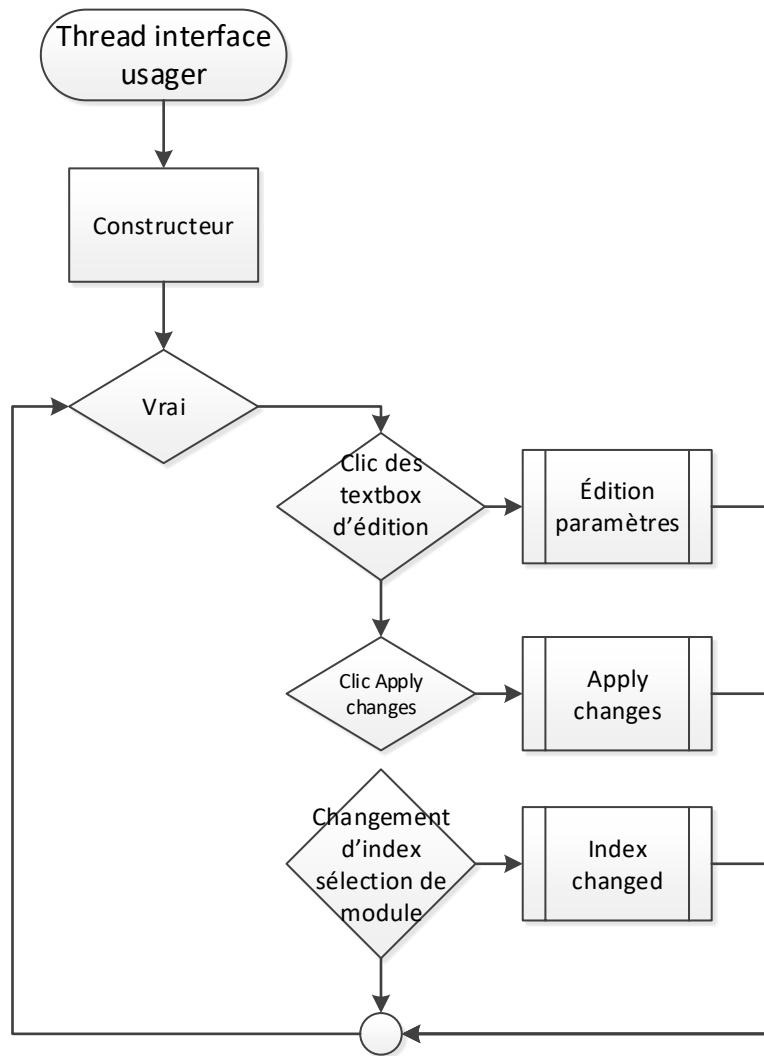 Thread interface
usager
Constructeur
Vrai
Clic des
textbox
d’édition
Édition
paramètres
Clic Apply
changes
Apply
changes
Changement
d’index
sélection de
module
Index
changed